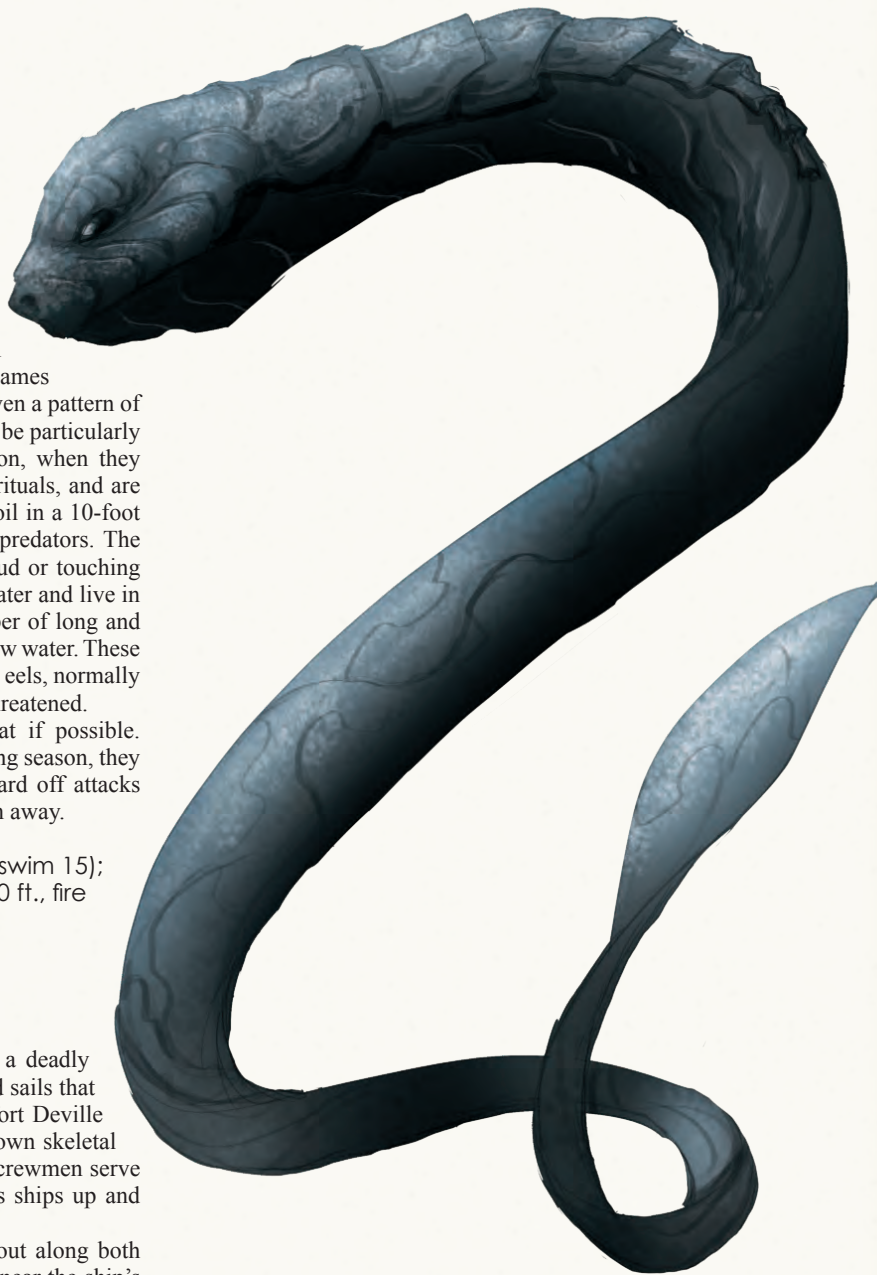 ames
ven a pattern of
be particularly
on, when they
rituals, and are
oil in a 10-foot
predators. The
ud or touching
ater and live in
ber of long and
w water. These
eels, normally
reatened.
at if possible.
ng season, they
ard off attacks
n away.
swim 15);
0 ft., fire
a deadly
d sails that
ort Deville
own skeletal
crewmen serve
s ships up and
out along both
near the ship's